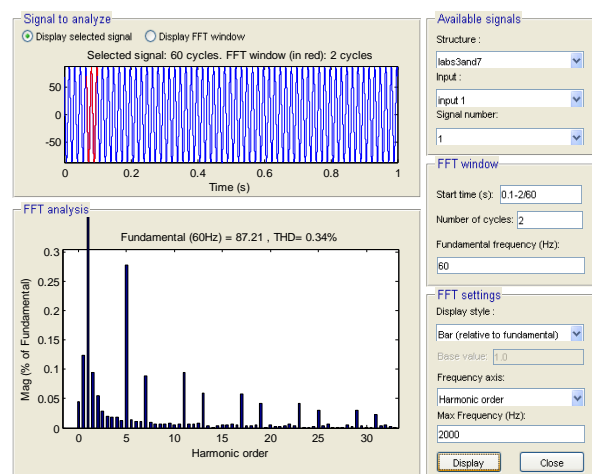 Signal to analyze
Display selected signal Display FFT window
Selected signal: 60 cycles. FFT window (in red): 2 cycles
50
0
-50
0 0.2 0.4 0.6 0.8 1
Time (s)
FFT analysis
Fundamental (60Hz) = 87.21 , THD= 0.34%
0.3
0.25
0.2
0.15
0.1
0.05
0
Mag (% of Fundamental)
0 5 10 15 20 25 30
Harmonic order
Available signals
Structure :
labs3and7
Input :
input 1
Signal number:
1
FFT window
Start time (s): 0.1-2/60
Number of cycles: 2
Fundamental frequency (Hz):
60
FFT settings
Display style :
Bar (relative to fundamental)
Base value: 1.0
Frequency axis:
Harmonic order
Max Frequency (Hz):
2000
Display Close